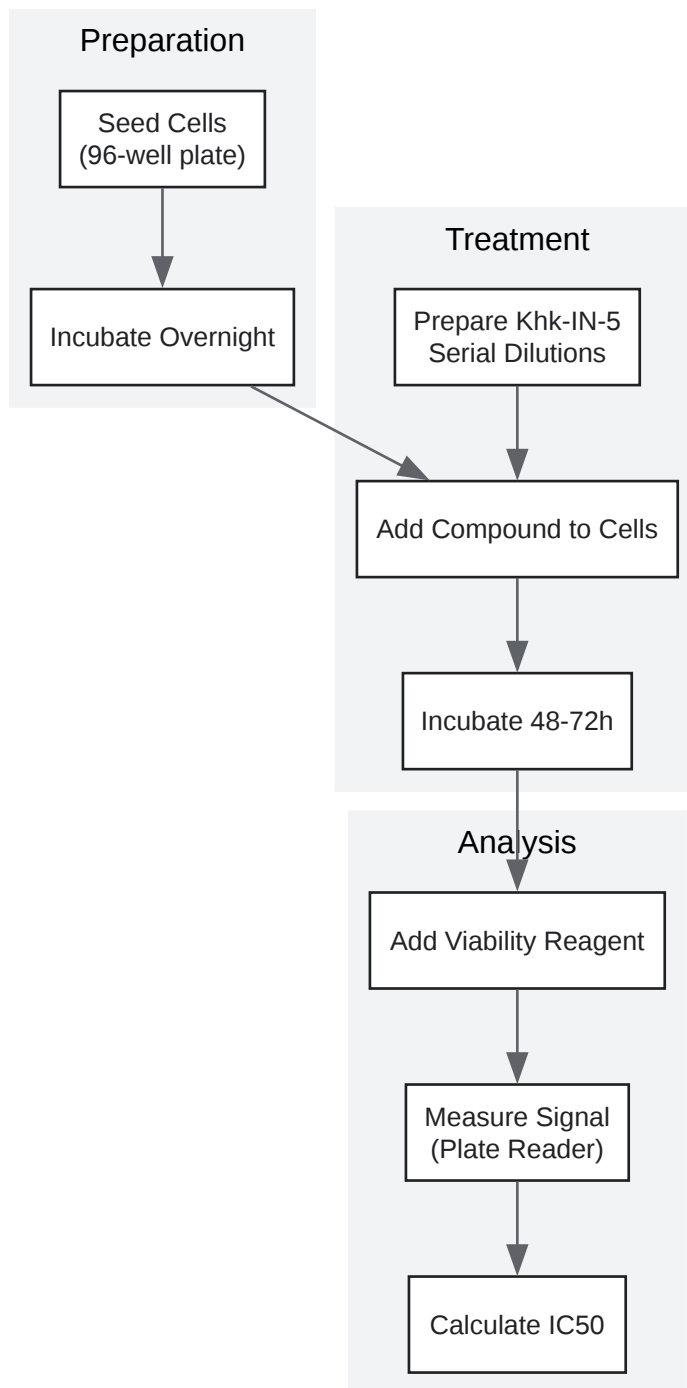 Preparation
Seed Cells
(96-well plate)
Incubate Overnight
Treatment
Prepare Khk-IN-5
Serial Dilutions
Add Compound to Cells
Incubate 48-72h
Analysis
Add Viability Reagent
Measure Signal
(Plate Reader)
Calculate IC50